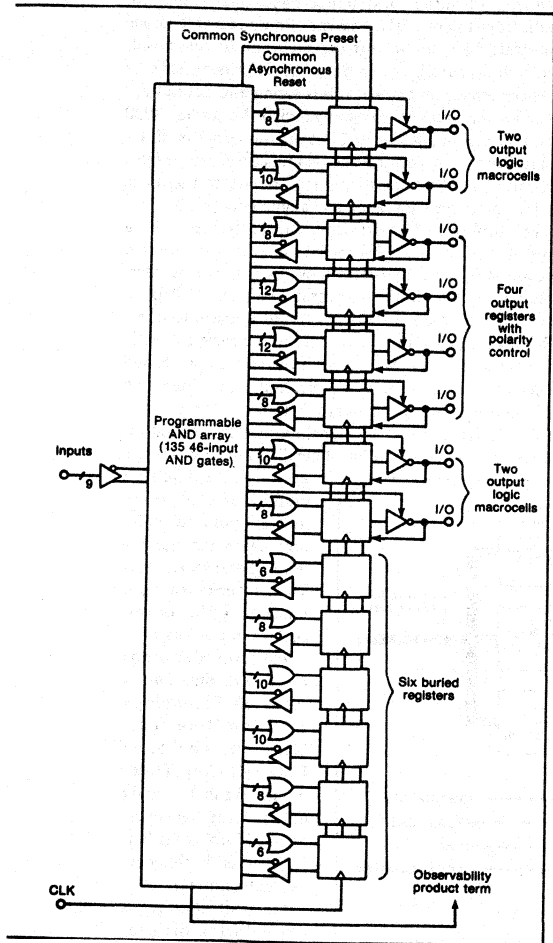 Common Synchronous Preset
Common
Asynchronous
Reset
8
I/O
Two
output
logic
macrocells
10
I/O
8
I/O
Four
output
registers
with
polarity
control
12
I/O
12
I/O
8
I/O
Programmable
AND array
(135 46-input
AND gates)
Inputs
9
10
I/O
Two
output
logic
macrocells
8
I/O
6
8
10
Six buried
registers
10
8
6
CLK
Observability
product term